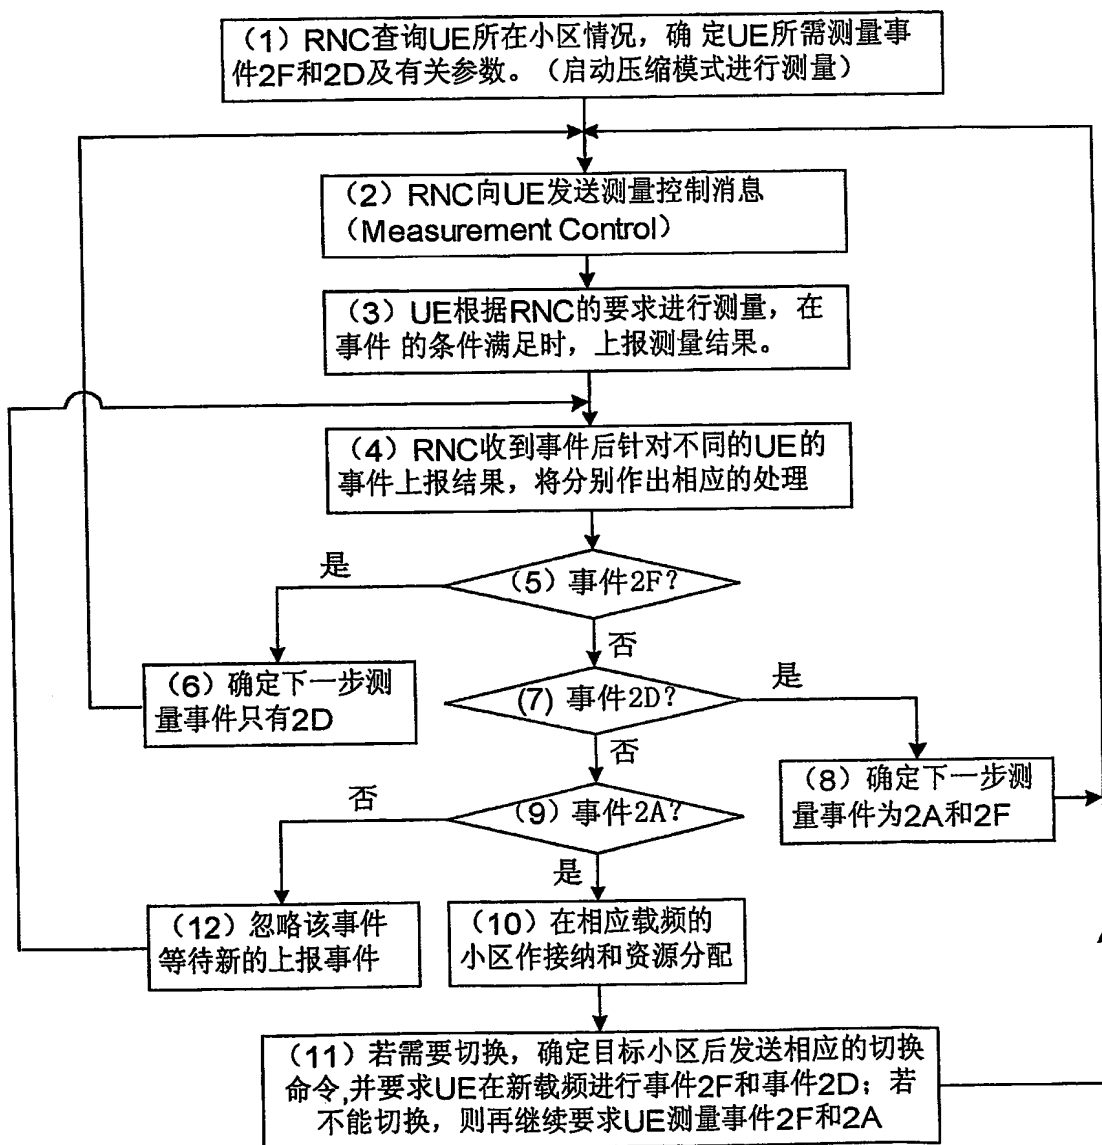 （1）RNC查询UE所在小区情况，确 定UE所需测量事
件2F和2D及有关参数。（启动压缩模式进行测量）
（2）RNC向UE发送测量控制消息
（Measurement Control）
（3）UE根据RNC的要求进行测量，在
事件 的条件满足时，上报测量结果。
（4）RNC收到事件后针对不同的UE的
事件上报结果，将分别作出相应的处理
是
（5）事件2F？
否
（6）确定下一步测
量事件只有2D
(7) 事件2D？
是
否
（8）确定下一步测
量事件为2A和2F
否
（9）事件2A？
是
（12）忽略该事件
等待新的上报事件
（10）在相应载频的
小区作接纳和资源分配
（11）若需要切换，确定目标小区后发送相应的切换
命令,并要求UE在新载频进行事件2F和事件2D；若
不能切换，则再继续要求UE测量事件2F和2A